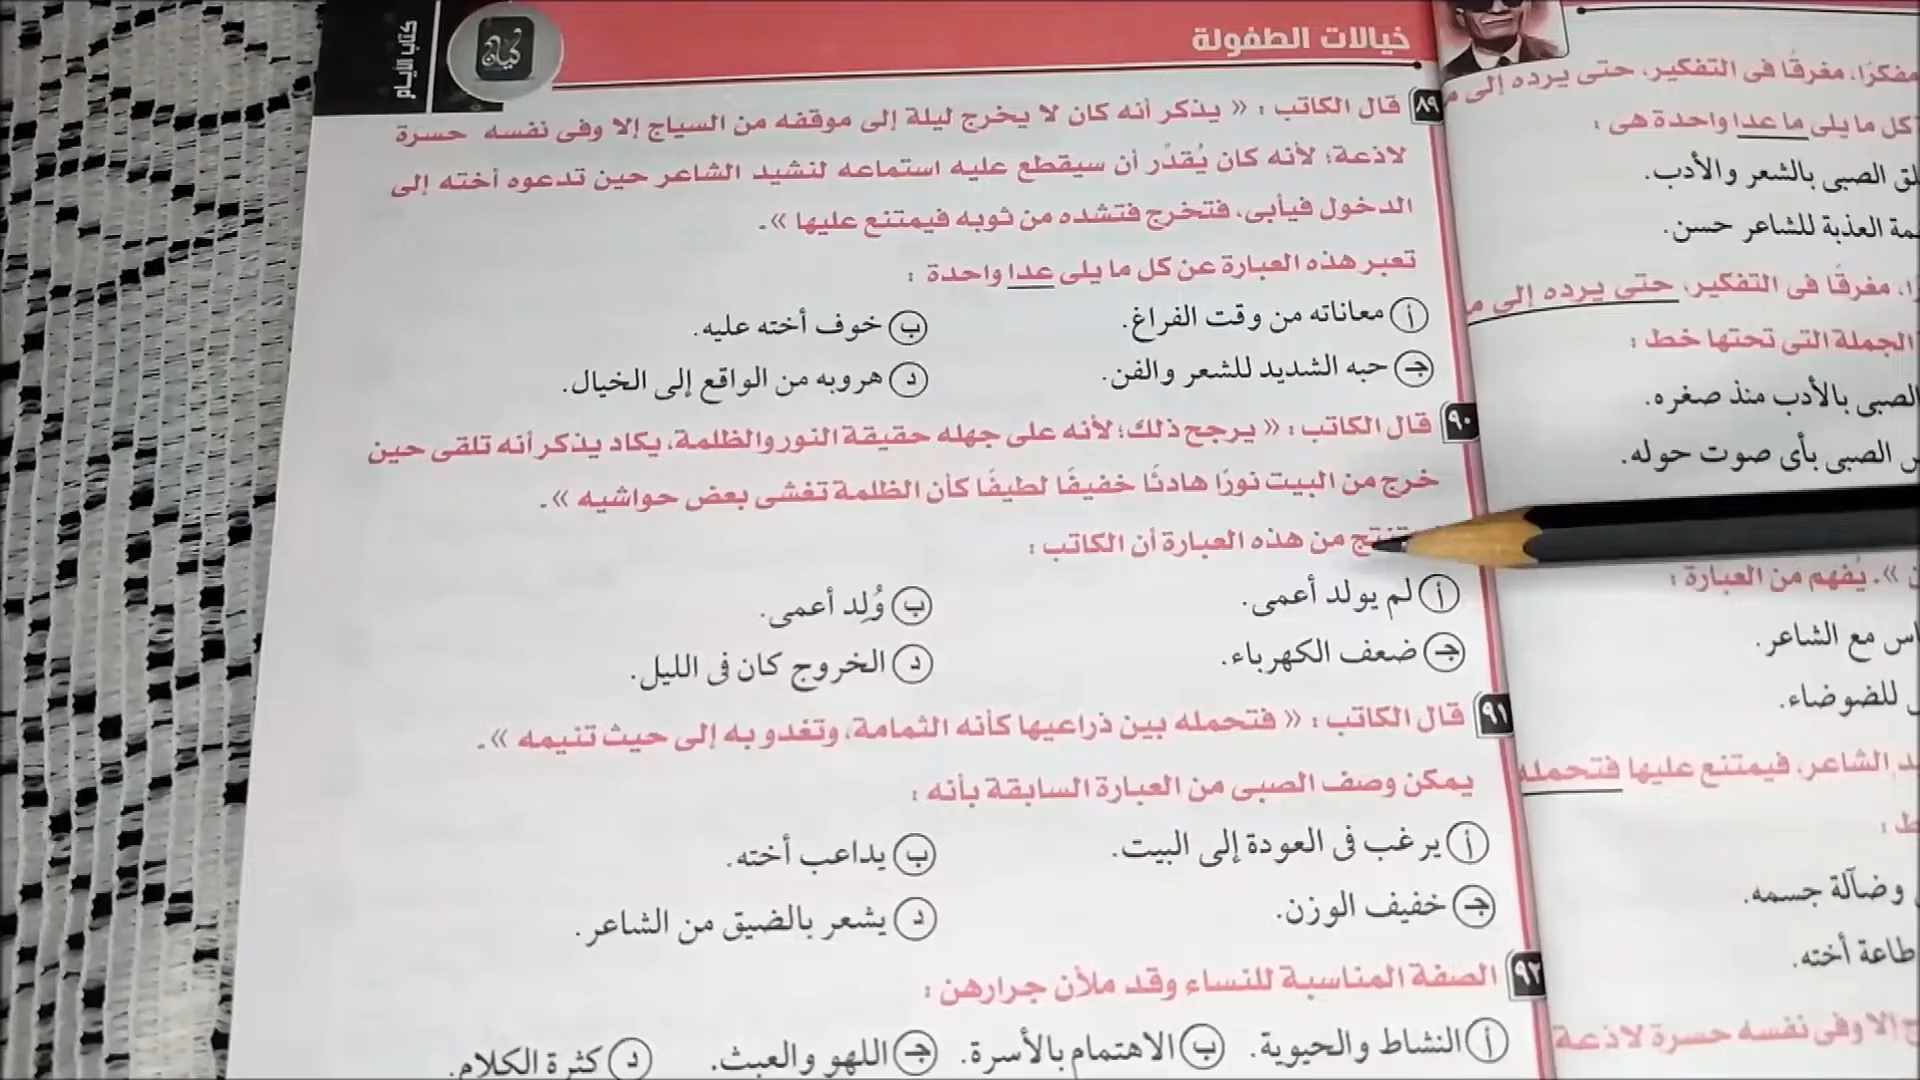 كتاب الأيام
كيان
خيالات الطفولة
٨٩ قال الكاتب : « يذكر أنه كان لا يخرج ليلة إلى موقفه من السياج إلا وفى نفسه حسرة
لاذعة؛ لأنه كان يُقدِّر أن سيقطع عليه استماعه لنشيد الشاعر حين تدعوه أخته إلى
الدخول فيأبى، فتخرج فتشده من ثوبه فيمتنع عليها ».
تعبر هذه العبارة عن كل ما يلى عدا واحدة :
أ معاناته من وقت الفراغ.
ب خوف أخته عليه.
جـ حبه الشديد للشعر والفن.
د هروبه من الواقع إلى الخيال.
٩٠ قال الكاتب : « يرجح ذلك؛ لأنه على جهله حقيقة النور والظلمة، يكاد يذكر أنه تلقى حين
خرج من البيت نورًا هادئًا خفيفًا لطيفًا كأن الظلمة تغشى بعض حواشيه ».
من هذه العبارة أن الكاتب :
أ لم يولد أعمى.
ب وُلِد أعمى.
جـ ضعف الكهرباء.
د الخروج كان فى الليل.
٩١ قال الكاتب : « فتحمله بين ذراعيها كأنه الثمامة، وتعدو به إلى حيث تنيمه ».
يمكن وصف الصبى من العبارة السابقة بأنه :
أ يرغب فى العودة إلى البيت.
ب يداعب أخته.
جـ خفيف الوزن.
د يشعر بالضيق من الشاعر.
٩٢ الصفة المناسبة للنساء وقد ملأن جرارهن :
أ النشاط والحيوية.
ب الاهتمام بالأسرة.
جـ اللهو والعبث.
د كثرة الكلام.
مفكرًا، مغرقًا فى التفكير، حتى يرده إلى
كل ما يلى ما عدا واحدة هى :
الصبى بالشعر والأدب.
العذبة للشاعر حسن.
مغرقًا فى التفكير، حتى يرده إلى
الجملة التى تحتها خط :
الصبى بالأدب منذ صغره.
الصبى بأى صوت حوله.
». يُفهم من العبارة :
مع الشاعر.
للضوضاء.
الشاعر، فيمتنع عليها فتحمله
وضآلة جسمه.
طاعة أخته.
إلا وفى نفسه حسرة لاذعة